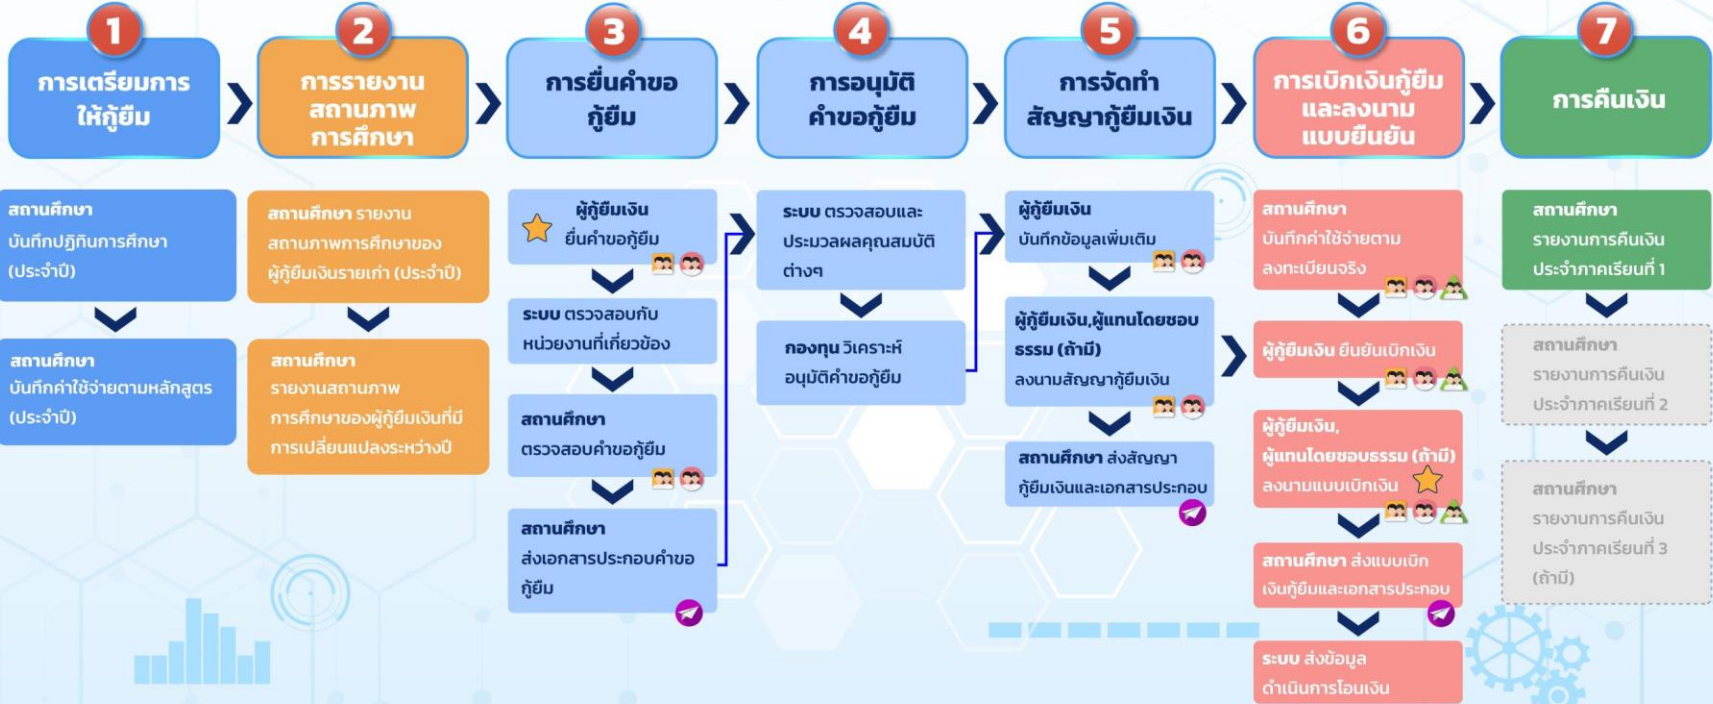 1
การเตรียมการ
ให้กู้ยืม
2
การรายงาน
สถานภาพ
การศึกษา
3
การยื่นคำขอ
กู้ยืม
4
การอนุมัติ
คำขอกู้ยืม
5
การจัดทำ
สัญญากู้ยืมเงิน
6
การเบิกเงินกู้ยืม
และลงนาม
แบบยืนยัน
7
การคืนเงิน
สถานศึกษา
บันทึกปฏิทินการศึกษา
(ประจำปี)
สถานศึกษา
บันทึกค่าใช้จ่ายตามหลักสูตร
(ประจำปี)
สถานศึกษา รายงาน
สถานภาพการศึกษาของ
ผู้กู้ยืมเงินรายเก่า (ประจำปี)
สถานศึกษา
รายงานสถานภาพ
การศึกษาของผู้กู้ยืมเงินที่มี
การเปลี่ยนแปลงระหว่างปี
ผู้กู้ยืมเงิน
ยื่นคำขอกู้ยืม
ระบบ ตรวจสอบกับ
หน่วยงานที่เกี่ยวข้อง
สถานศึกษา
ตรวจสอบคำขอกู้ยืม
สถานศึกษา
ส่งเอกสารประกอบคำขอ
กู้ยืม
ระบบ ตรวจสอบและ
ประมวลผลคุณสมบัติ
ต่างๆ
กองทุน วิเคราะห์
อนุมัติคำขอกู้ยืม
ผู้กู้ยืมเงิน
บันทึกข้อมูลเพิ่มเติม
ผู้กู้ยืมเงิน,ผู้แทนโดยชอบ
ธรรม (ถ้ามี)
ลงนามสัญญากู้ยืมเงิน
สถานศึกษา ส่งสัญญา
กู้ยืมเงินและเอกสารประกอบ
สถานศึกษา
บันทึกค่าใช้จ่ายตาม
ลงทะเบียนจริง
ผู้กู้ยืมเงิน ยืนยันเบิกเงิน
ผู้กู้ยืมเงิน,
ผู้แทนโดยชอบธรรม (ถ้ามี)
ลงนามแบบเบิกเงิน
สถานศึกษา ส่งแบบเบิก
เงินกู้ยืมและเอกสารประกอบ
ระบบ ส่งข้อมูล
ดำเนินการโอนเงิน
สถานศึกษา
รายงานการคืนเงิน
ประจำภาคเรียนที่ 1
สถานศึกษา
รายงานการคืนเงิน
ประจำภาคเรียนที่ 2
สถานศึกษา
รายงานการคืนเงิน
ประจำภาคเรียนที่ 3
(ถ้ามี)